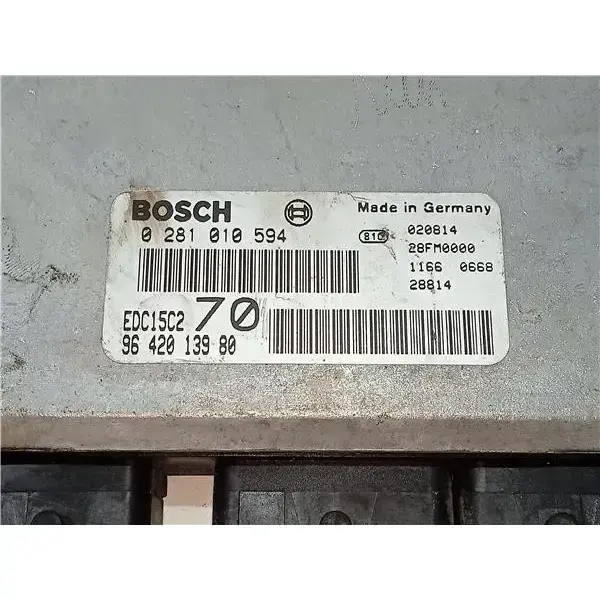 BOSCH
Made in Germany
0 281 010 594
810
020814
28FM0000
1166 0668
28814
EDC15C2 70
96 420 139 80